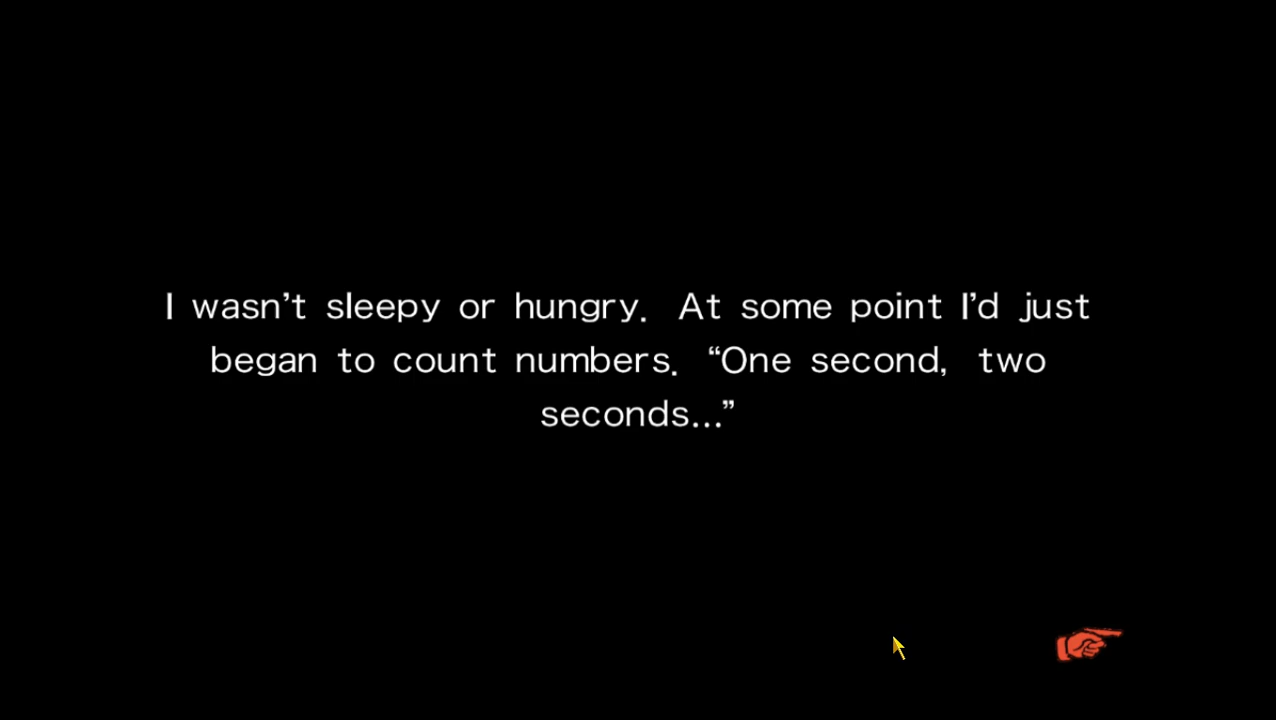 I wasn’t sleepy or hungry. At some point I’d just
began to count numbers. “One second, two
seconds...”